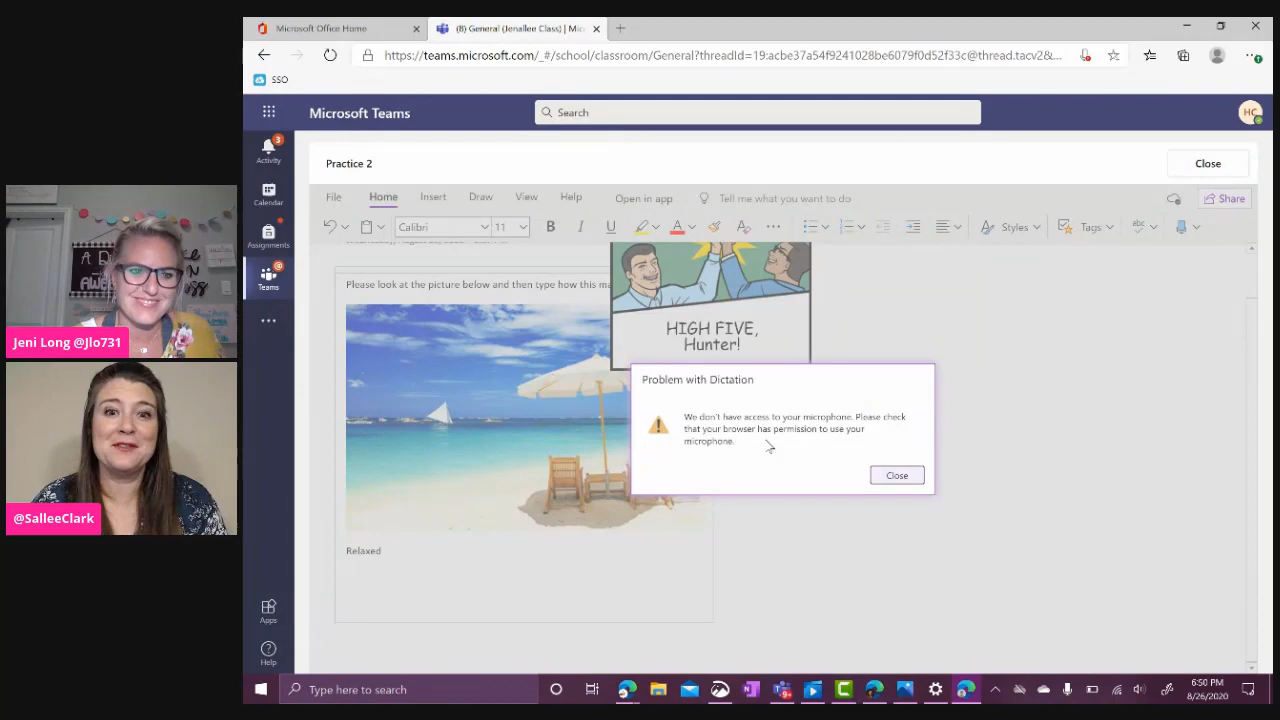 Microsoft Office Home
(8) General (Jenallee Class) | Mic
https://teams.microsoft.com/_#/school/classroom/General?threadId=19:acbe37a54f9241028be6079f0d52f33c@thread.tacv2&...
SSO
Microsoft Teams
Search
HC
3
Activity
Calendar
Assignments
Teams
Apps
Help
Practice 2
Close
File Home Insert Draw View Help Open in app Tell me what you want to do Share
Calibri 11 B I U A Styles Tags abc
Please look at the picture below and then type how this ma
HIGH FIVE,
Hunter!
Problem with Dictation
We don't have access to your microphone. Please check
that your browser has permission to use your
microphone.
Close
Relaxed
Jeni Long @Jlo731
@SalleeClark
Type here to search
6:50 PM
8/26/2020